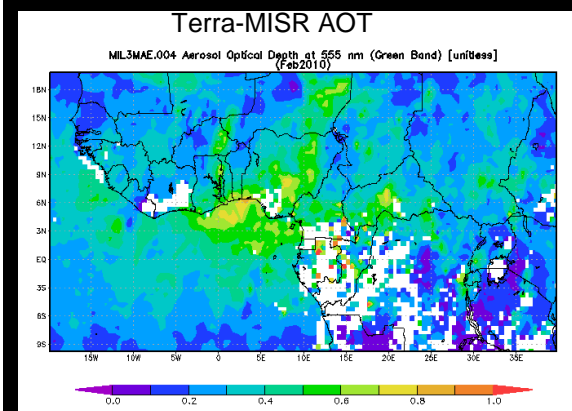 Terra-MISR AOT
MIL3MAE.004 Aerosol Optical Depth at 555 nm (Green Band) [unitless]
(Feb2010)
18N
15N
12N
9N
6N
3N
EQ
3S
6S
9S
15W 10W 5W 0 5E 10E 15E 20E 25E 30E 35E
0.0 0.2 0.4 0.6 0.8 1.0